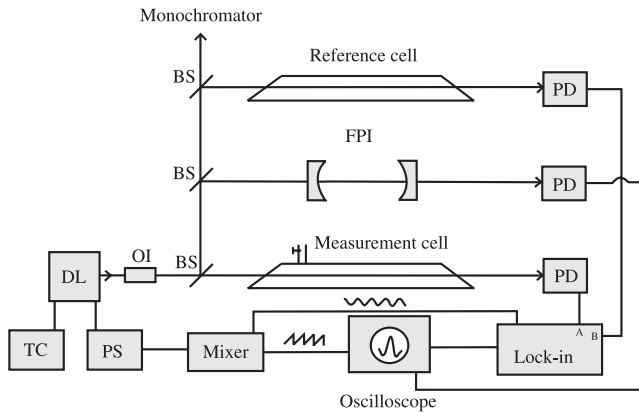 Monochromator
BS
Reference cell
PD
FPI
BS
PD
OI
BS
Measurement cell
DL
PD
A
B
TC
PS
Mixer
Lock-in
Oscilloscope